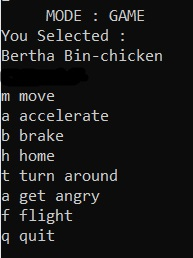 MODE : GAME
You Selected :
Bertha Bin-chicken
m move
a accelerate
b brake
h home
t turn around
a get angry
f flight
q quit